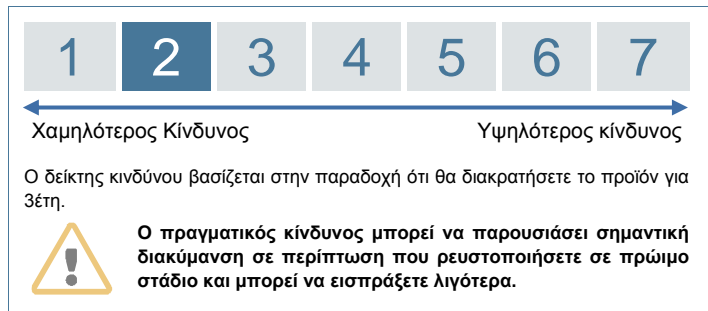 1 2 3 4 5 6 7
Χαμηλότερος Κίνδυνος Υψηλότερος κίνδυνος
Ο δείκτης κινδύνου βασίζεται στην παραδοχή ότι θα διακρατήσετε το προϊόν για
3έτη.
Ο πραγματικός κίνδυνος μπορεί να παρουσιάσει σημαντική
διακύμανση σε περίπτωση που ρευστοποιήσετε σε πρώιμο
στάδιο και μπορεί να εισπράξετε λιγότερα.